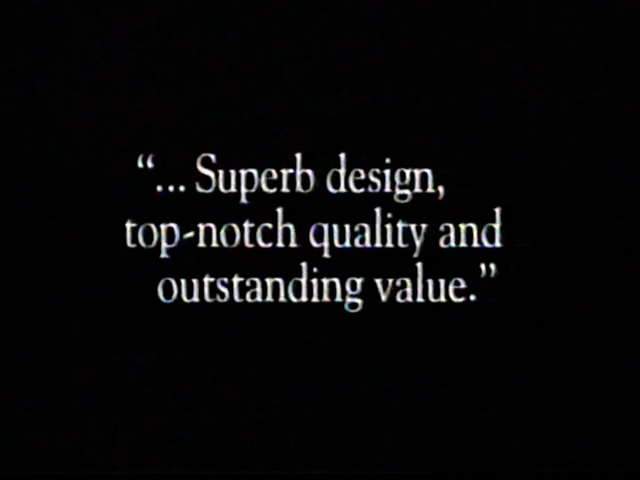 “... Superb design,
top-notch quality and
outstanding value.”